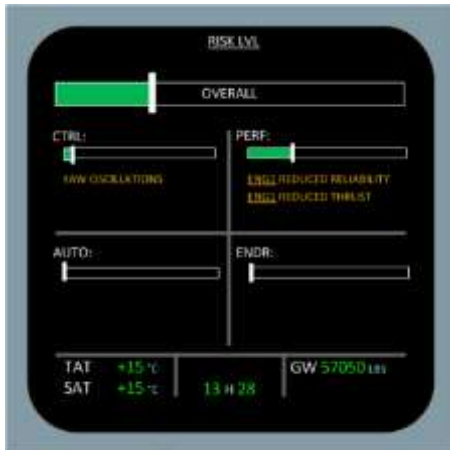 RISK LVL
OVERALL
CTRL:
YAW OSCILLATIONS
PERF:
ENG1 REDUCED RELIABILITY
ENG1 REDUCED THRUST
AUTO:
ENDR:
TAT +15 °C
SAT +15 °C
13 H 28
GW 57050 LBS